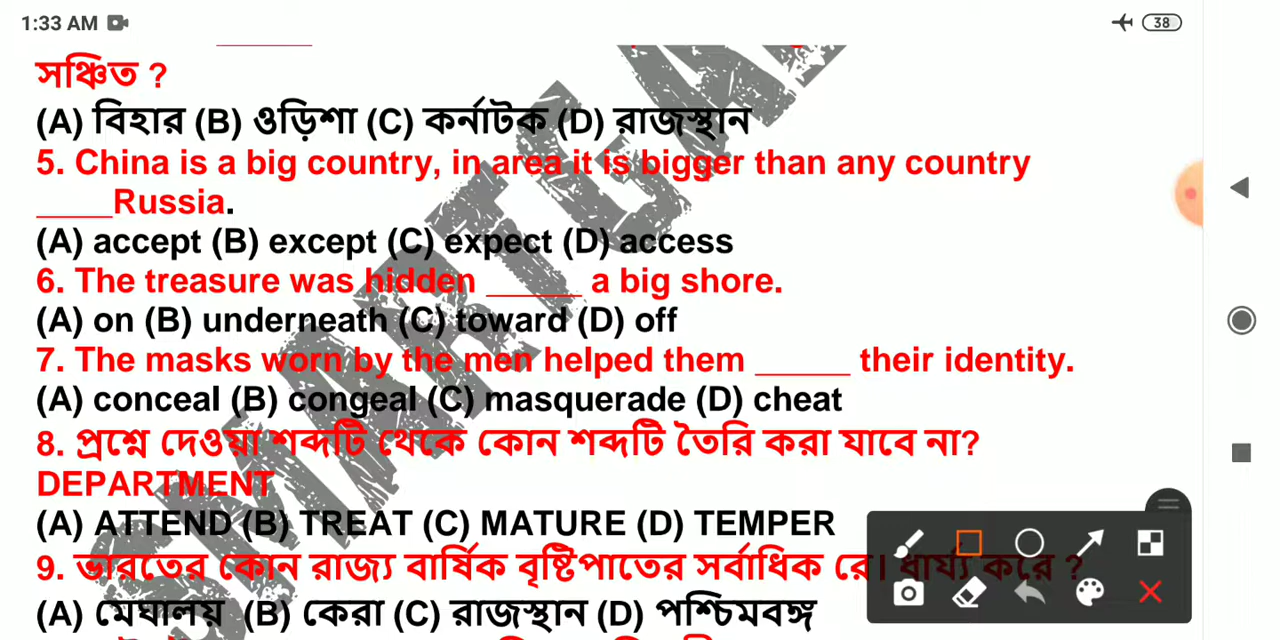 1:33 AM
38
সঞ্চিত ?
(A) বিহার (B) ওড়িশা (C) কর্নাটক (D) রাজস্থান
5. China is a big country, in area it is bigger than any country
____Russia.
(A) accept (B) except (C) expect (D) access
6. The treasure was hidden _____ a big shore.
(A) on (B) underneath (C) toward (D) off
7. The masks worn by the men helped them _____ their identity.
(A) conceal (B) congeal (C) masquerade (D) cheat
8. প্রশ্নে দেওয়া শব্দটি থেকে কোন শব্দটি তৈরি করা যাবে না?
DEPARTMENT
(A) ATTEND (B) TREAT (C) MATURE (D) TEMPER
9. ভারতের কোন রাজ্য বার্ষিক বৃষ্টিপাতের সর্বাধিক রে। ধার্য্য করে ?
(A) মেঘালয় (B) কেরা (C) রাজস্থান (D) পশ্চিমবঙ্গ